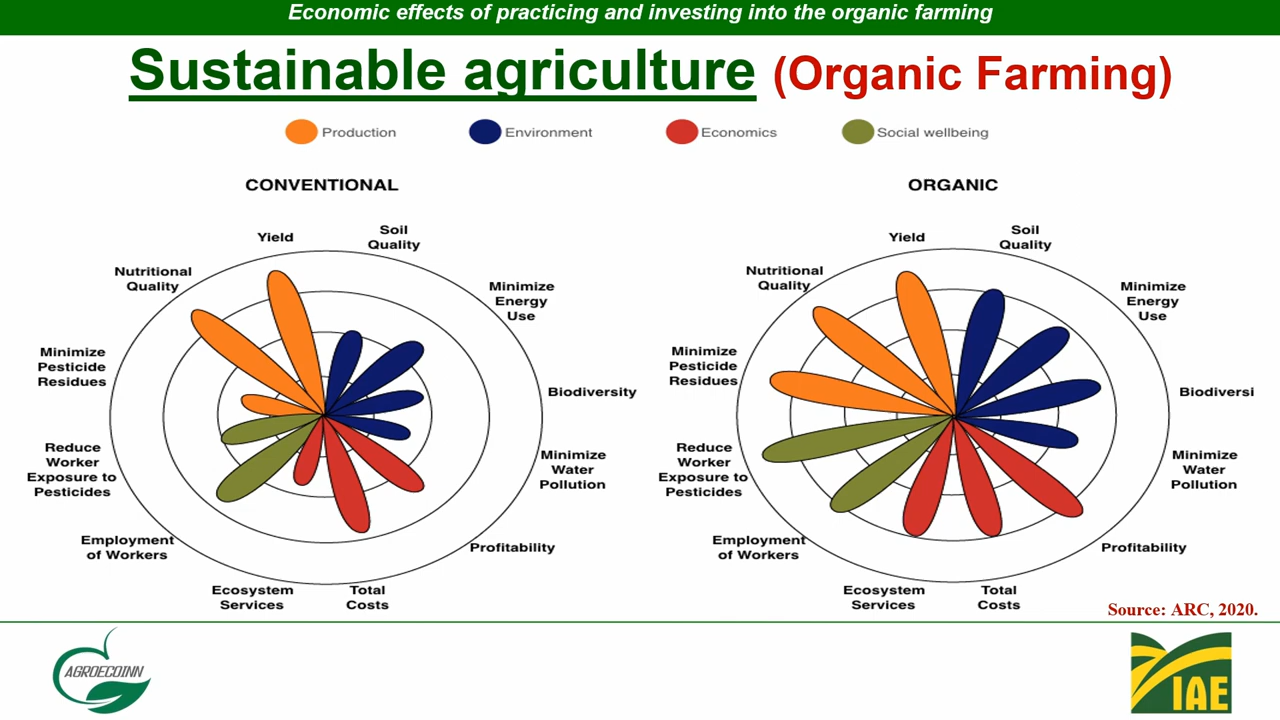 Economic effects of practicing and investing into the organic farming
Sustainable agriculture (Organic Farming)
Production
Environment
Economics
Social wellbeing
CONVENTIONAL
Yield
Soil
Quality
Nutritional
Quality
Minimize
Energy
Use
Minimize
Pesticide
Residues
Biodiversity
Reduce
Worker
Exposure to
Pesticides
Minimize
Water
Pollution
Employment
of Workers
Profitability
Ecosystem
Services
Total
Costs
ORGANIC
Yield
Soil
Quality
Nutritional
Quality
Minimize
Energy
Use
Minimize
Pesticide
Residues
Biodiversi
Reduce
Worker
Exposure to
Pesticides
Minimize
Water
Pollution
Employment
of Workers
Profitability
Ecosystem
Services
Total
Costs
Source: ARC, 2020.
AGROECOINN
IAE